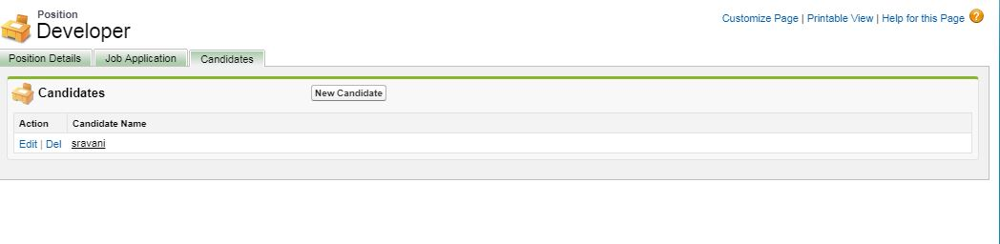 Position
Developer
Customize Page | Printable View | Help for this Page ?
Position Details Job Application Candidates
Candidates New Candidate
Action Candidate Name
Edit | Del sravani